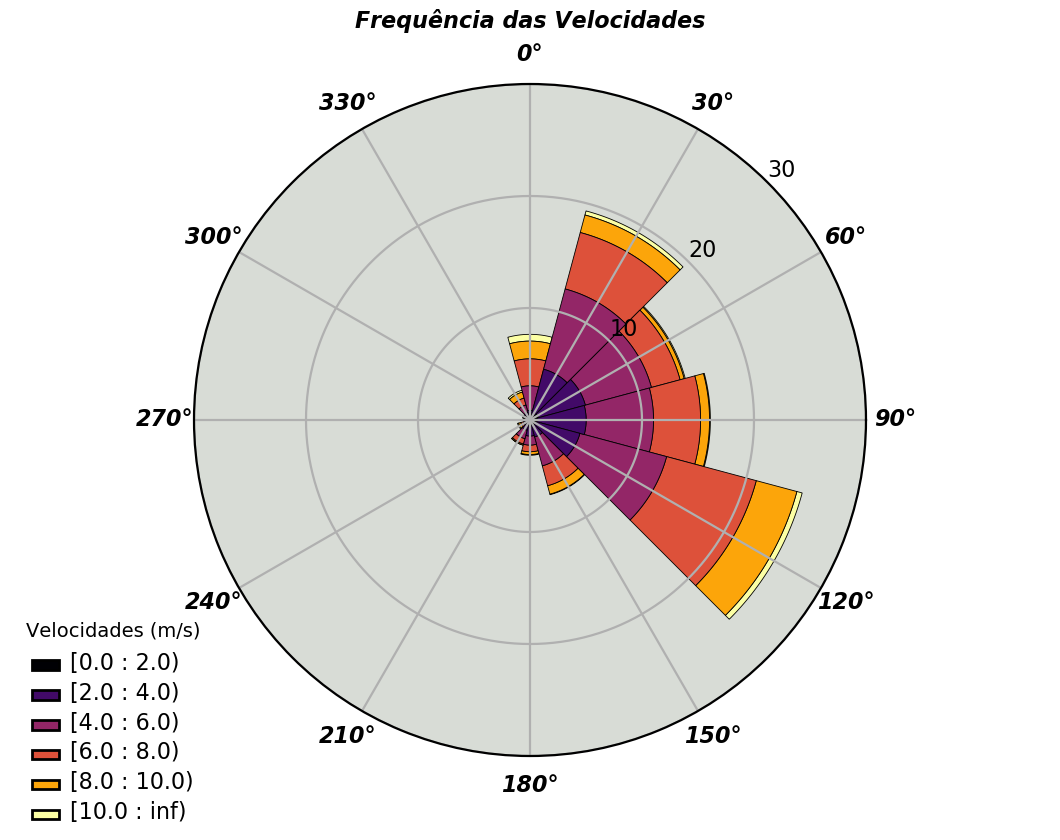 Frequência das Velocidades
0°
330°
30°
30
300°
60°
20
10
270°
90°
240°
120°
210°
150°
180°
Velocidades (m/s)
[0.0 : 2.0)
[2.0 : 4.0)
[4.0 : 6.0)
[6.0 : 8.0)
[8.0 : 10.0)
[10.0 : inf)